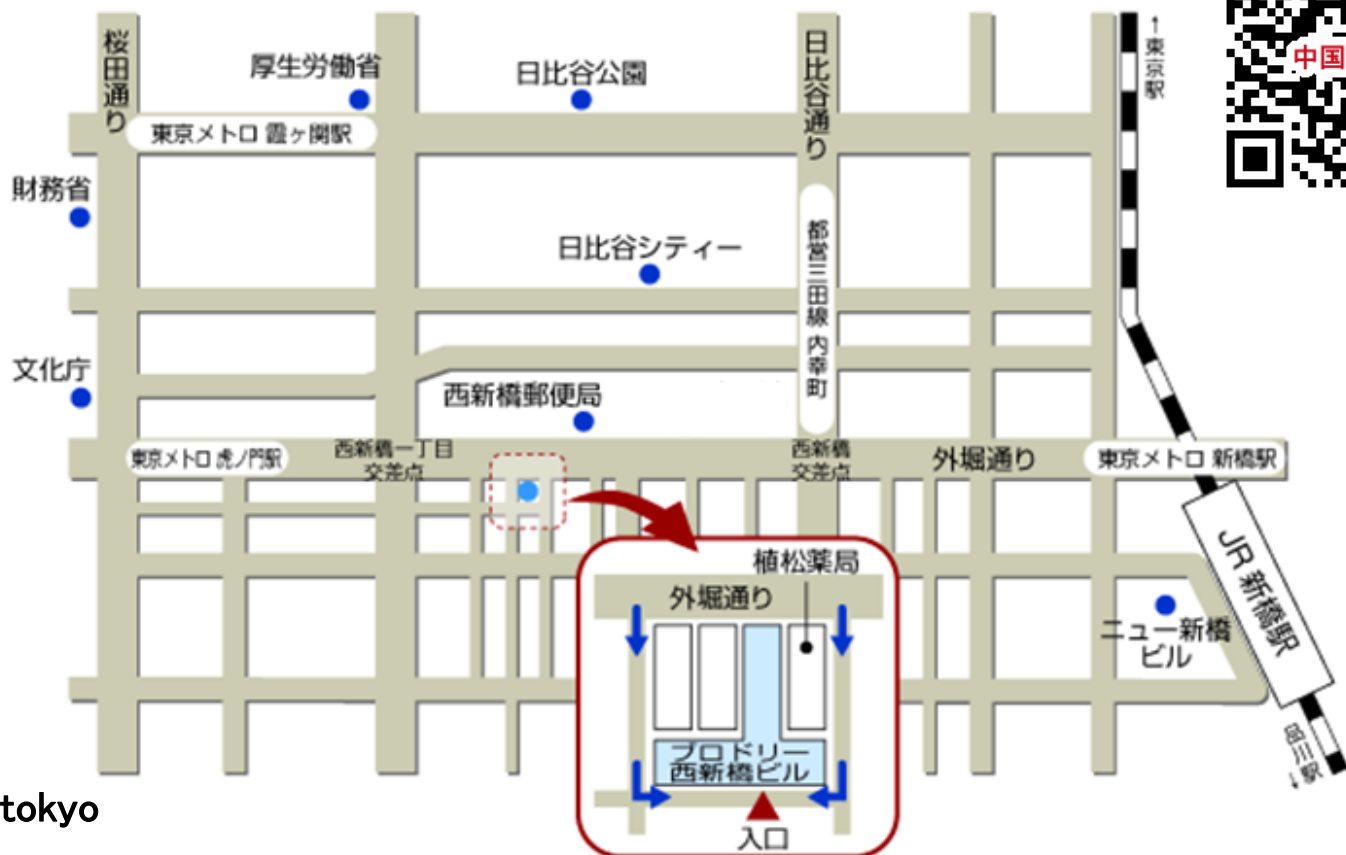 桜田通り
厚生労働省
日比谷公園
日比谷通り
↑東京駅
中国
東京メトロ 霞ヶ関駅
財務省
日比谷シティー
都営三田線 内幸町
文化庁
西新橋郵便局
東京メトロ 虎ノ門駅
西新橋一丁目
交差点
西新橋
交差点
外堀通り
東京メトロ 新橋駅
JR 新橋駅
植松薬局
外堀通り
ニュー新橋
ビル
ブロドリー
西新橋ビル
入口
品川駅↓
tokyo